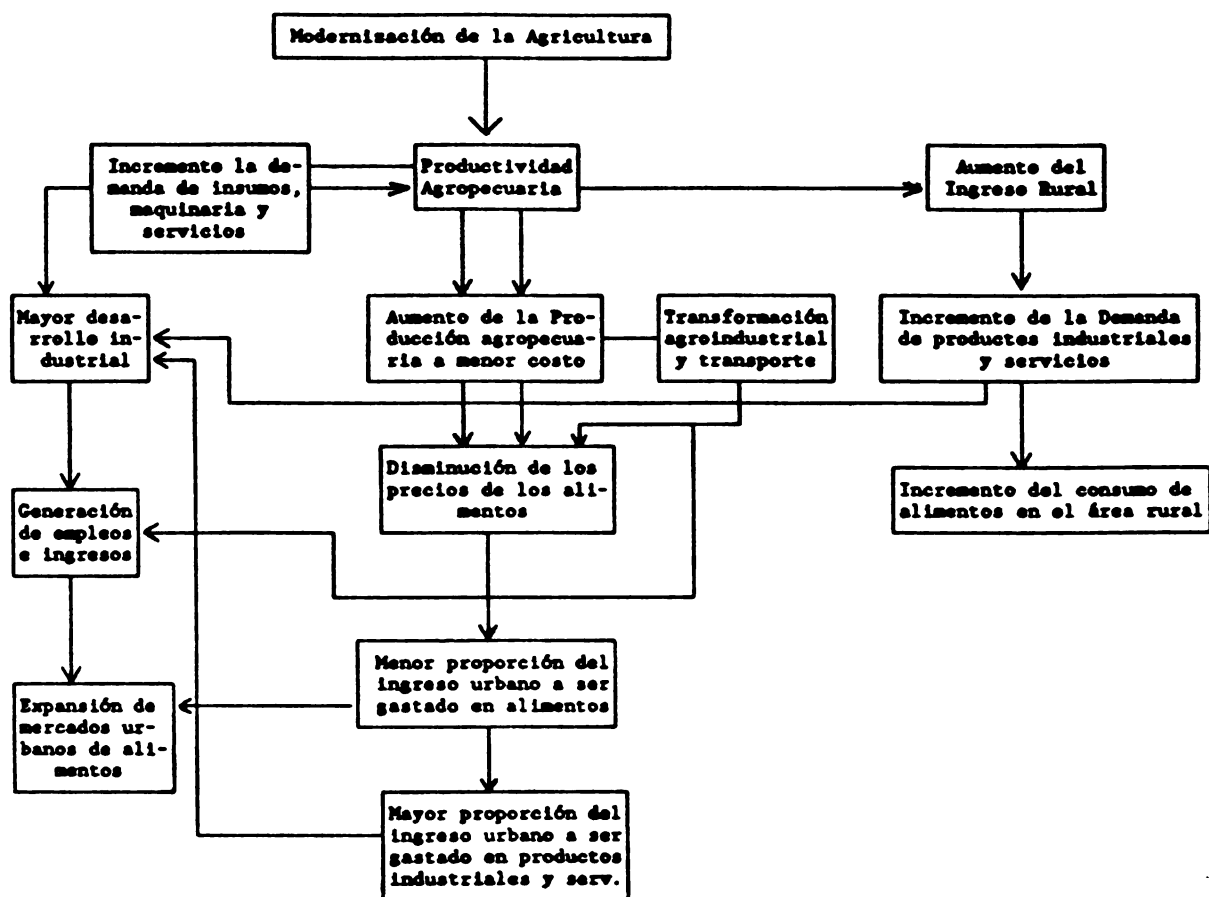 Modernización de la Agricultura
Incremente la de-
manda de insumos,
maquinaria y
servicios
Productividad
Agropecuaria
Aumento del
Ingreso Rural
Mayor desa-
rrolle in-
dustrial
Aumento de la Pro-
ducción agropecua-
ria a menor costo
Transformación
agroindustrial
y transporte
Incremente de la Demanda
de productes industriales
y servicios
Disminución de los
precios de los ali-
mentos
Generación
de empleos
e ingresos
Incremento del consumo de
alimentos en el área rural
Menor proporción del
ingreso urbano a ser
gastado en alimentos
Expansión de
mercados ur-
banos de ali-
mentos
Mayor proporción del
ingreso urbano a ser
gastado en productos
industriales y serv.